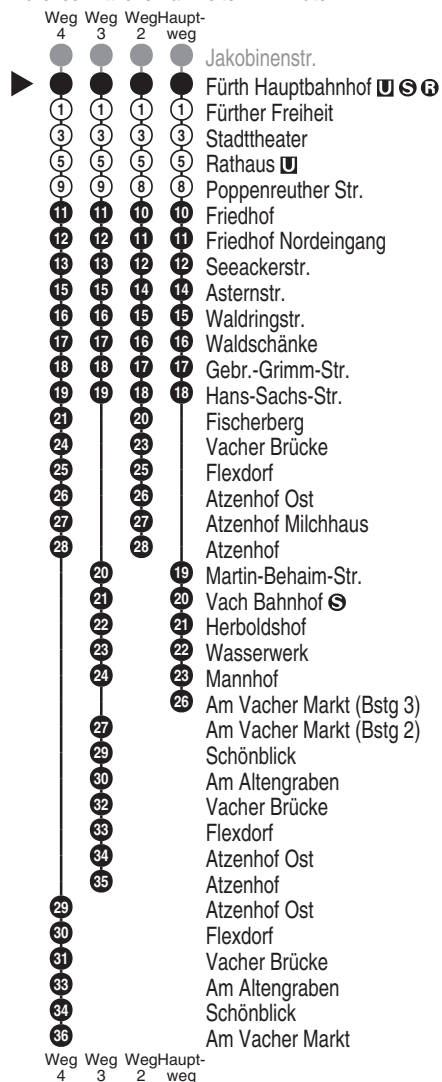 Weg Weg Weg Haupt-
4 3 2 weg
Jakobinenstr.
Fürth Hauptbahnhof U S R
1 1 1 1 Fürther Freiheit
3 3 3 3 Stadttheater
5 5 5 5 Rathaus U
9 9 8 8 Poppenreuther Str.
11 11 10 10 Friedhof
12 12 11 11 Friedhof Nordeingang
13 13 12 12 Seeackerstr.
15 15 14 14 Asternstr.
16 16 15 15 Waldringstr.
17 17 16 16 Waldschänke
18 18 17 17 Gebr.-Grimm-Str.
19 19 18 18 Hans-Sachs-Str.
21 20 Fischerberg
24 23 Vacher Brücke
25 25 Flexdorf
26 26 Atzenhof Ost
27 27 Atzenhof Milchhaus
28 28 Atzenhof
20 19 Martin-Behaim-Str.
21 20 Vach Bahnhof S
22 21 Herboldshof
23 22 Wasserwerk
24 23 Mannhof
26 Am Vacher Markt (Bstg 3)
27 Am Vacher Markt (Bstg 2)
29 Schönblick
30 Am Altengraben
32 Vacher Brücke
33 Flexdorf
34 Atzenhof Ost
35 Atzenhof
29 Atzenhof Ost
30 Flexdorf
31 Vacher Brücke
33 Am Altengraben
34 Schönblick
36 Am Vacher Markt
Weg Weg Weg Haupt-
4 3 2 weg